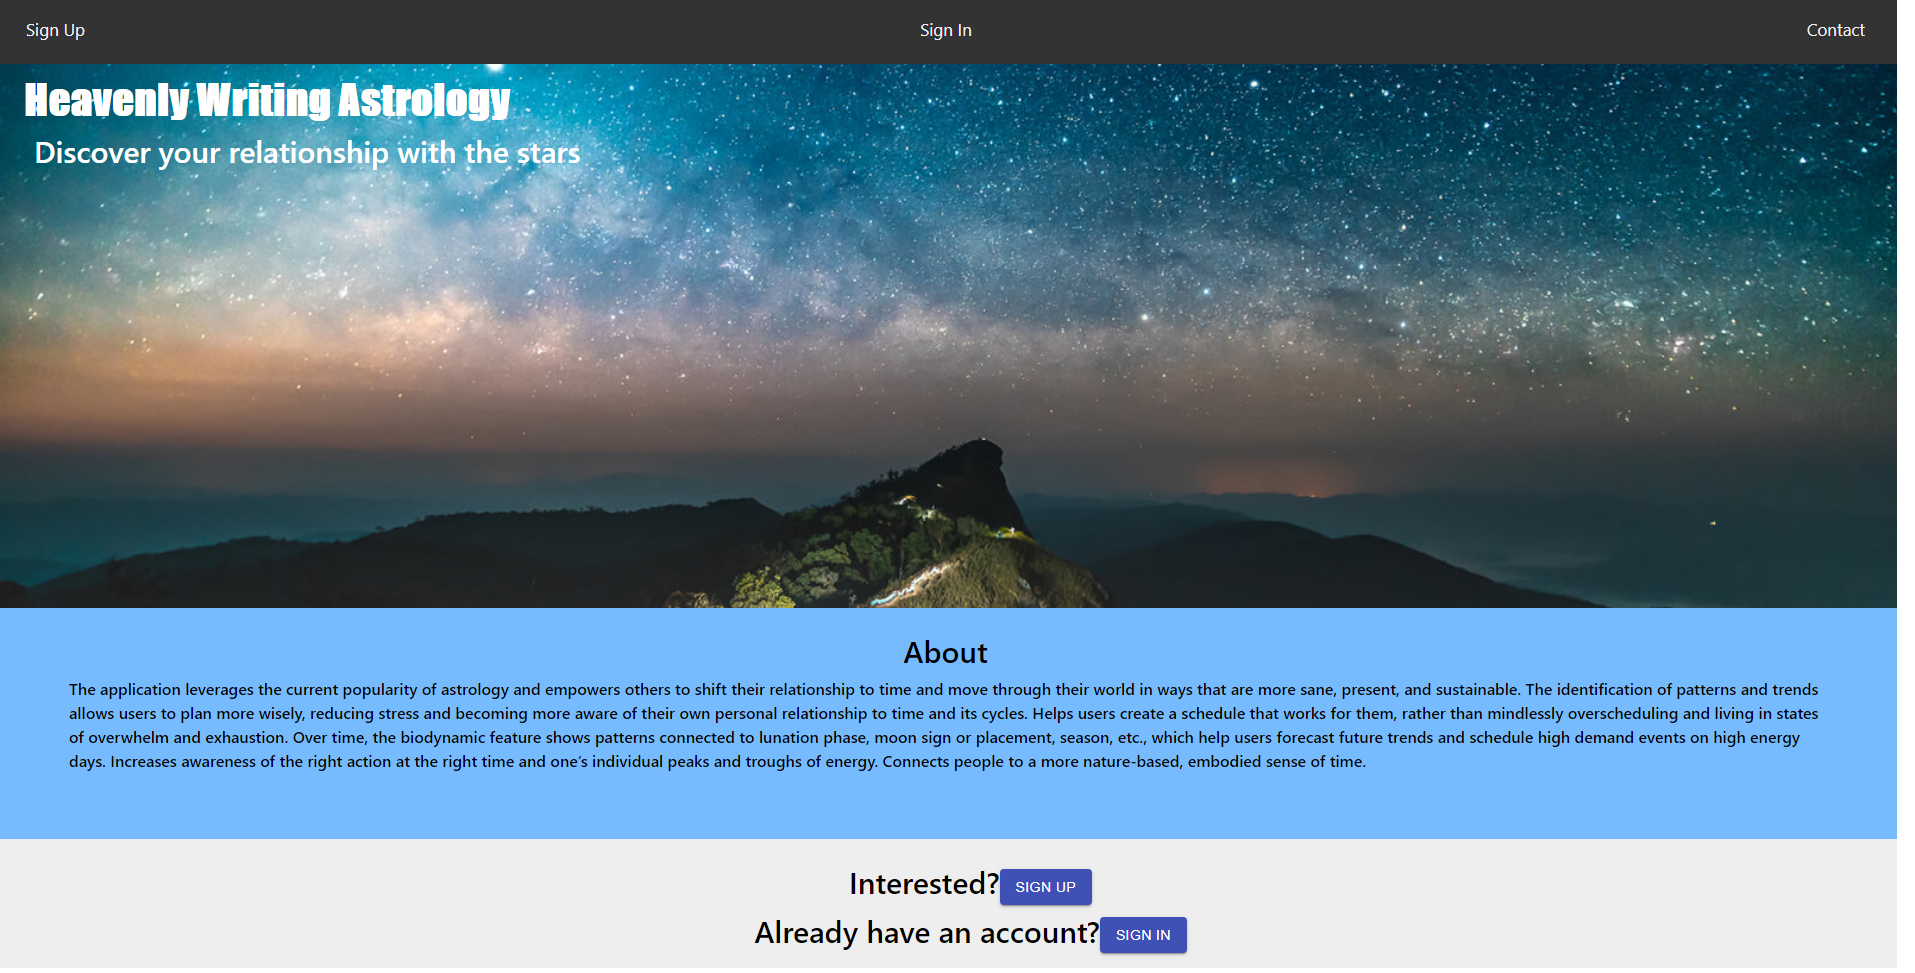 Sign Up
Sign In
Contact
Heavenly Writing Astrology
Discover your relationship with the stars
About
The application leverages the current popularity of astrology and empowers others to shift their relationship to time and move through their world in ways that are more sane, present, and sustainable. The identification of patterns and trends
allows users to plan more wisely, reducing stress and becoming more aware of their own personal relationship to time and its cycles. Helps users create a schedule that works for them, rather than mindlessly overscheduling and living in states
of overwhelm and exhaustion. Over time, the biodynamic feature shows patterns connected to lunation phase, moon sign or placement, season, etc., which help users forecast future trends and schedule high demand events on high energy
days. Increases awareness of the right action at the right time and one’s individual peaks and troughs of energy. Connects people to a more nature-based, embodied sense of time.
Interested? SIGN UP
Already have an account? SIGN IN